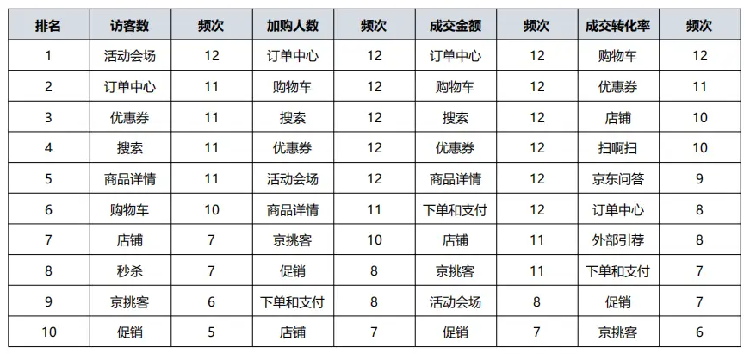 排名 访客数 频次 加购人数 频次 成交金额 频次 成交转化率 频次
1 活动会场 12 订单中心 12 订单中心 12 购物车 12
2 订单中心 11 购物车 12 购物车 12 优惠券 11
3 优惠券 11 搜索 12 搜索 12 店铺 10
4 搜索 11 优惠券 12 优惠券 12 扫啊扫 10
5 商品详情 11 活动会场 12 商品详情 12 京东问答 9
6 购物车 10 商品详情 11 下单和支付 12 订单中心 8
7 店铺 7 京挑客 10 店铺 11 外部引荐 8
8 秒杀 7 促销 8 京挑客 11 下单和支付 7
9 京挑客 6 下单和支付 8 活动会场 8 促销 7
10 促销 5 店铺 7 促销 7 京挑客 6